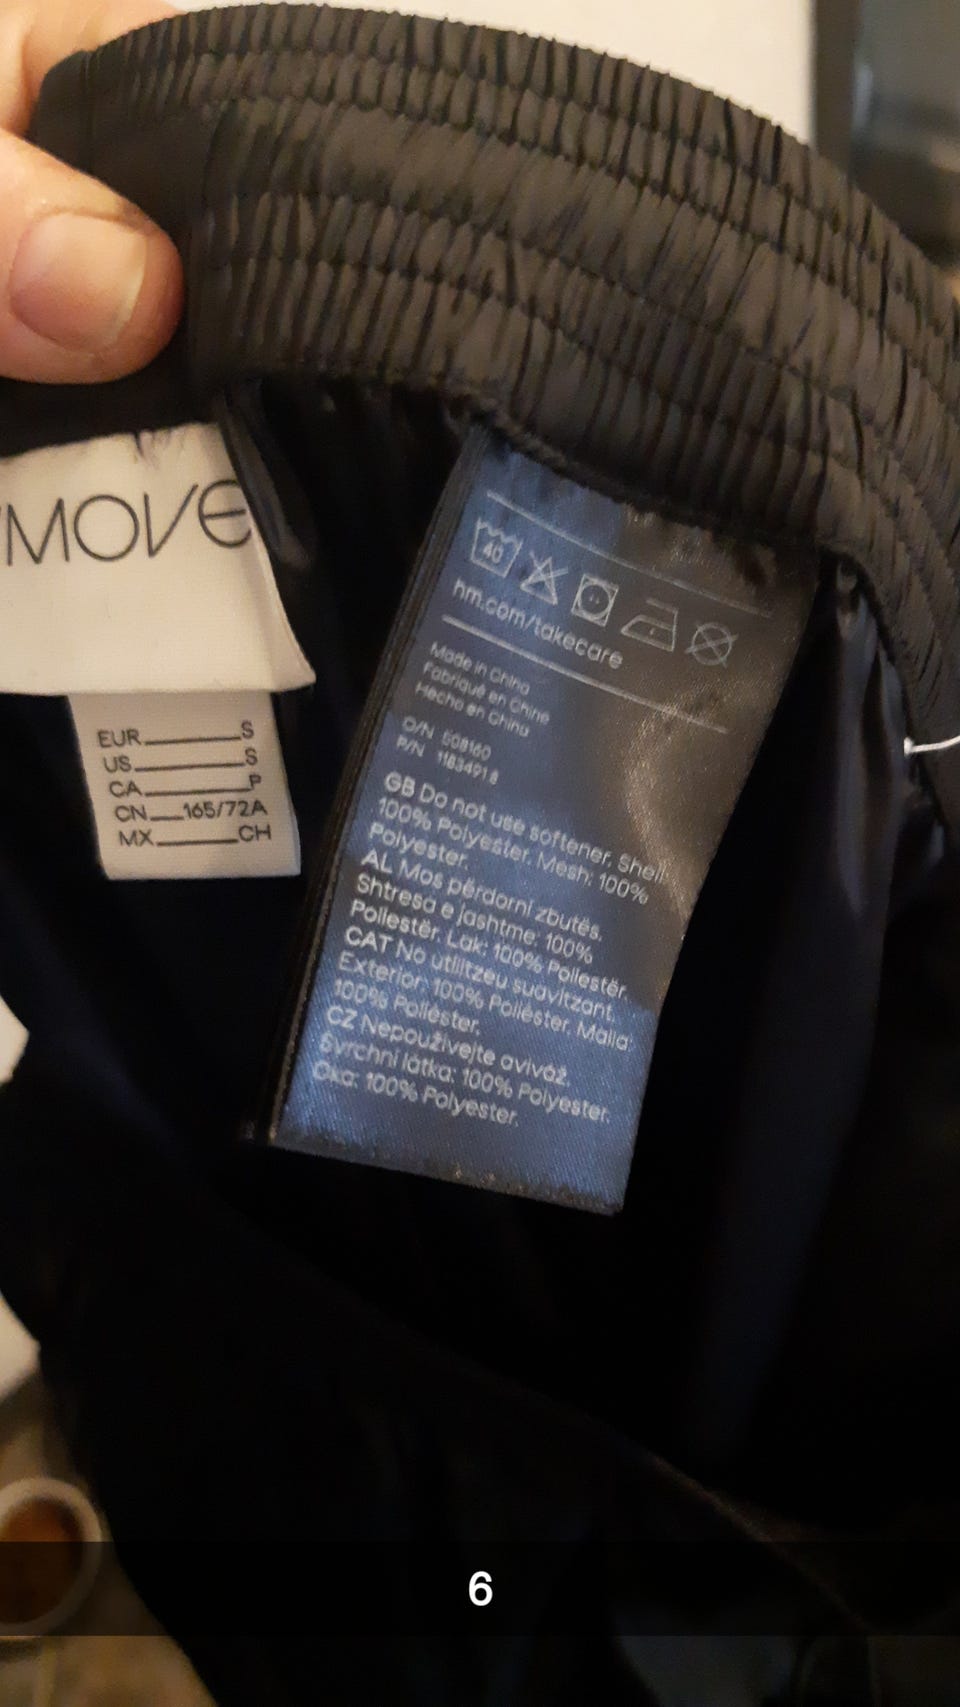 MOVE
EUR S
US S
CA P
CN 165/72A
MX CH
40
hm.com/takecare
Made in China
Fabriqué en Chine
Hecho en China
O/N 508160
P/N 1183491 8
GB Do not use softener. Shell:
100% Polyester. Mesh: 100%
Polyester.
AL Mos përdorni zbutës.
Shtresa e jashtme: 100%
Poliestër. Lak: 100% Poliestër.
CAT No utilitzeu suavitzant.
Exterior: 100% Polièster. Malla:
100% Polièster.
CZ Nepoužívejte aviváž.
Svrchní látka: 100% Polyester.
Oka: 100% Polyester.
6